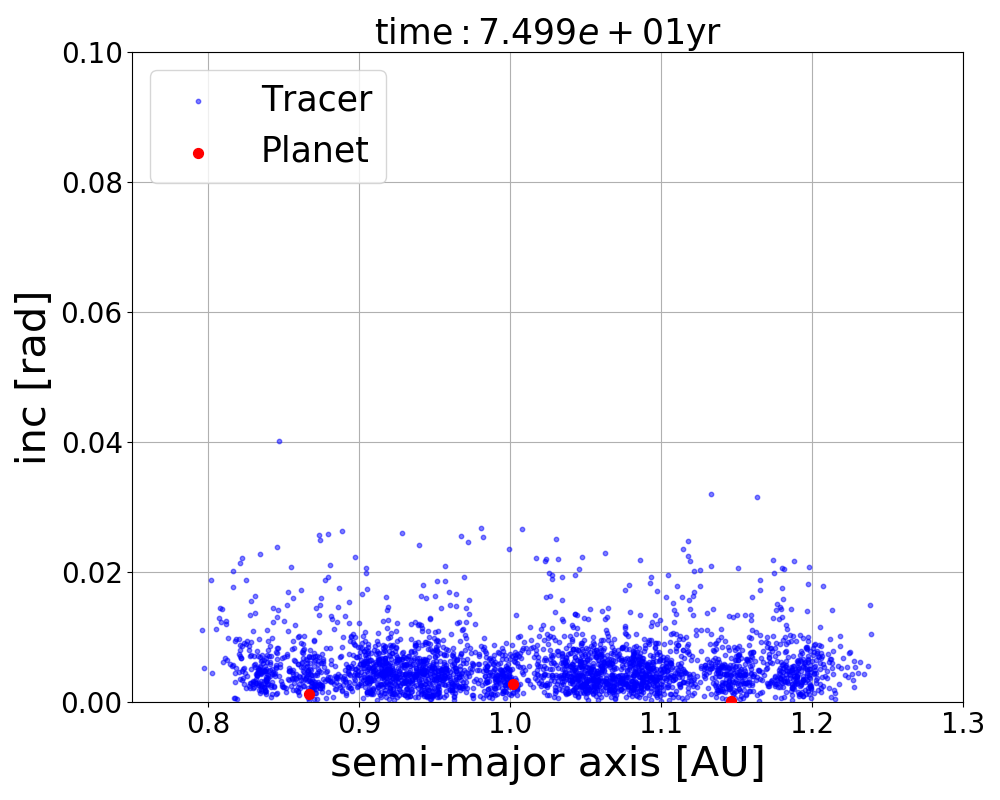 time : 7.499e + 01yr
0.10
Tracer
Planet
0.08
0.06
inc [rad]
0.04
0.02
0.00
0.8 0.9 1.0 1.1 1.2 1.3
semi-major axis [AU]